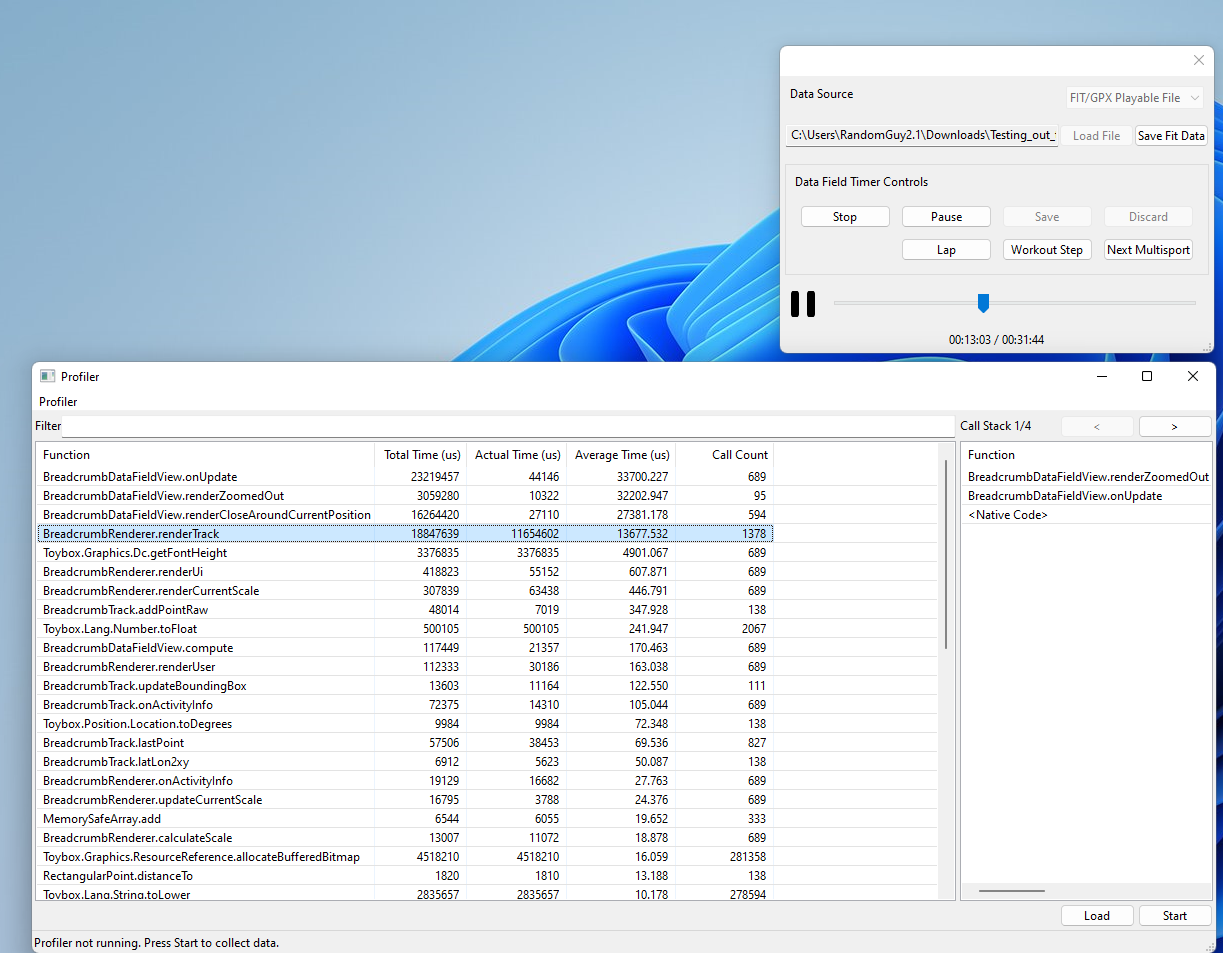 Data Source
FIT/GPX Playable File
C:\Users\RandomGuy2.1\Downloads\Testing_out_ Load File Save Fit Data
Data Field Timer Controls
Stop Pause Save Discard
Lap Workout Step Next Multisport
00:13:03 / 00:31:44
Profiler
Profiler
Filter Call Stack 1/4 < >
Function Total Time (us) Actual Time (us) Average Time (us) Call Count Function
BreadcrumbDataFieldView.onUpdate 23219457 44146 33700.227 689 BreadcrumbDataFieldView.renderZoomedOut
BreadcrumbDataFieldView.renderZoomedOut 3059280 10322 32202.947 95 BreadcrumbDataFieldView.onUpdate
BreadcrumbDataFieldView.renderCloseAroundCurrentPosition 16264420 27110 27381.178 594 <Native Code>
BreadcrumbRenderer.renderTrack 18847639 11654602 13677.532 1378
Toybox.Graphics.Dc.getFontHeight 3376835 3376835 4901.067 689
BreadcrumbRenderer.renderUi 418823 55152 607.871 689
BreadcrumbRenderer.renderCurrentScale 307839 63438 446.791 689
BreadcrumbTrack.addPointRaw 48014 7019 347.928 138
Toybox.Lang.Number.toFloat 500105 500105 241.947 2067
BreadcrumbDataFieldView.compute 117449 21357 170.463 689
BreadcrumbRenderer.renderUser 112333 30186 163.038 689
BreadcrumbTrack.updateBoundingBox 13603 11164 122.550 111
BreadcrumbTrack.onActivityInfo 72375 14310 105.044 689
Toybox.Position.Location.toDegrees 9984 9984 72.348 138
BreadcrumbTrack.lastPoint 57506 38453 69.536 827
BreadcrumbTrack.latLon2xy 6912 5623 50.087 138
BreadcrumbRenderer.onActivityInfo 19129 16682 27.763 689
BreadcrumbRenderer.updateCurrentScale 16795 3788 24.376 689
MemorySafeArray.add 6544 6055 19.652 333
BreadcrumbRenderer.calculateScale 13007 11072 18.878 689
Toybox.Graphics.ResourceReference.allocateBufferedBitmap 4518210 4518210 16.059 281358
RectangularPoint.distanceTo 1820 1810 13.188 138
Toybox.Lang.String.toLower 2835657 2835657 10.178 278594
Load Start
Profiler not running. Press Start to collect data.